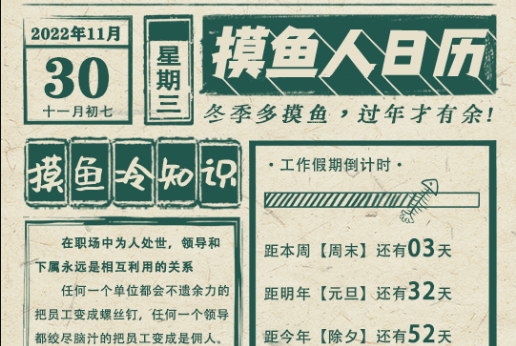 2022年11月
30
十一月初七
星期三
摸鱼人日历
冬季多摸鱼，过年才有余!
摸鱼冷知识
在职场中为人处世，领导和
下属永远是相互利用的关系
任何一个单位都会不遗余力的
把员工变成螺丝钉，任何一个领导
都绞尽脑汁的把员工变成是佣人。
·工作假期倒计时·
距本周【周末】还有03天
距明年【元旦】还有32天
距今年【除夕】还有52天